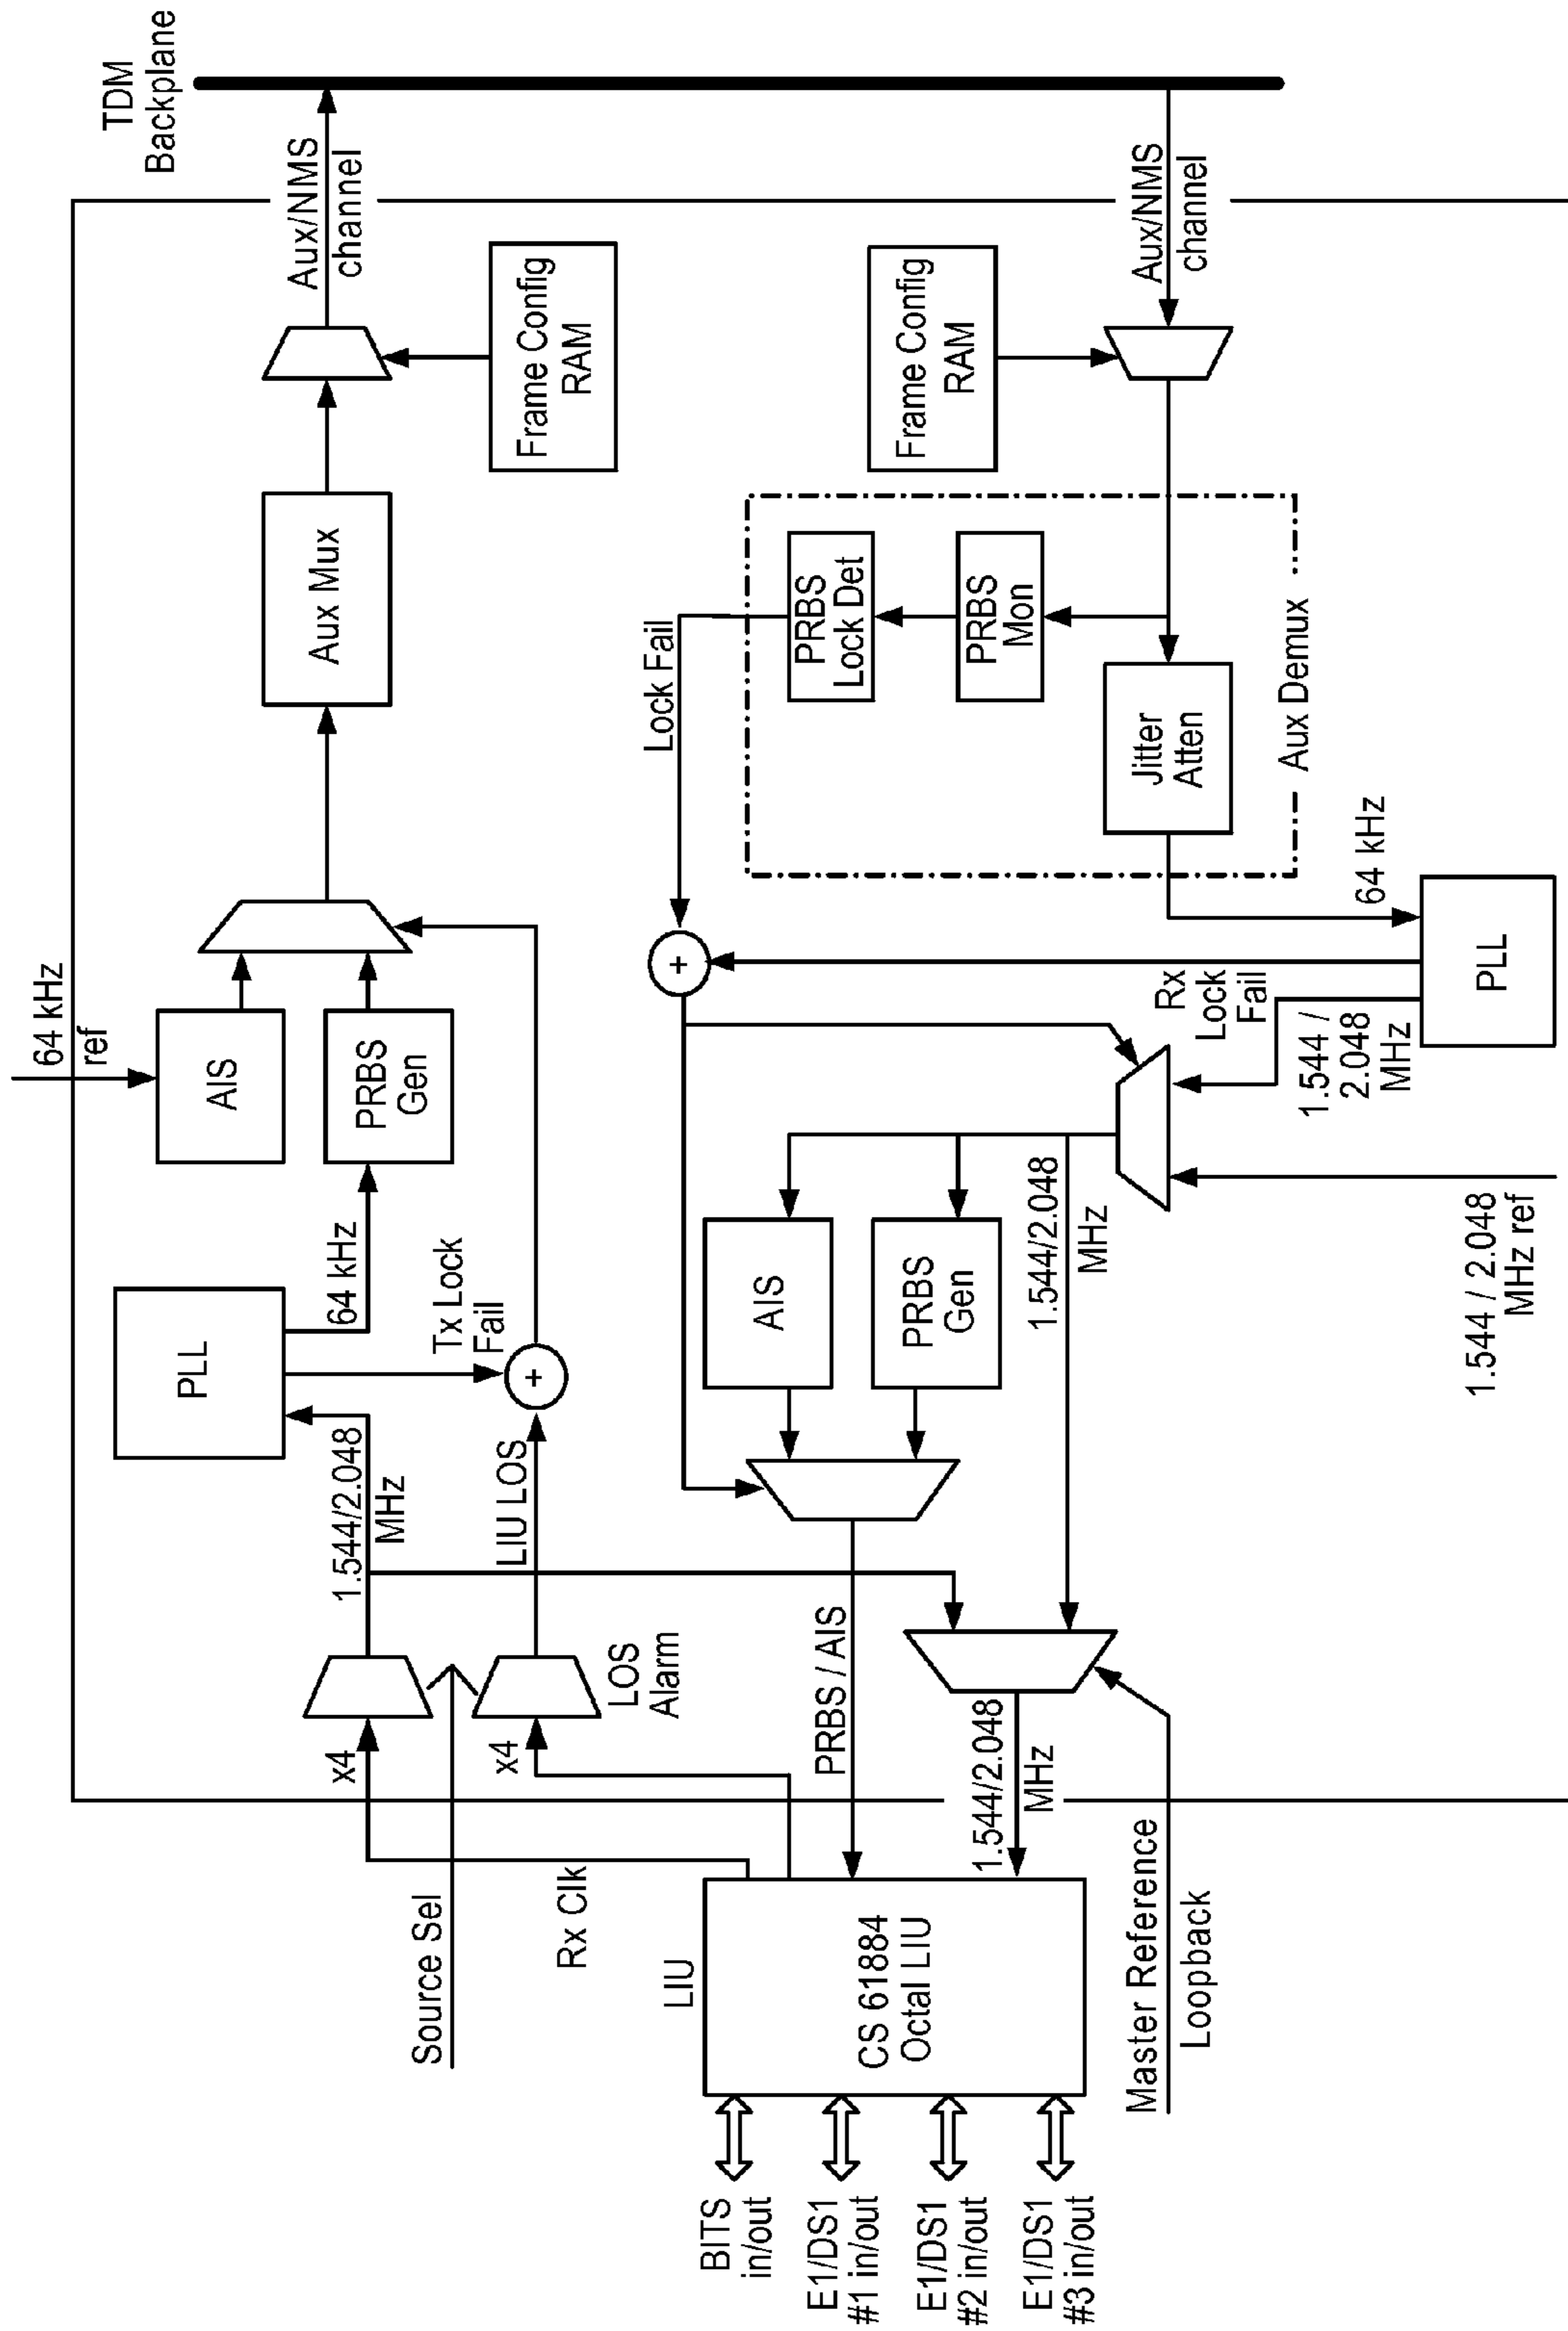 TDM
Backplane
64 kHz
ref
PLL
AIS
PRBS
Gen
Aux Mux
Aux/NMS
channel
Frame Config
RAM
1.544/2.048
MHz
64 kHz
Tx Lock
Fail
+
x4
x4
LIU LOS
LOS
Alarm
Source Sel
Rx Clk
LIU
CS 61884
Octal LIU
BITS
in/out
E1/DS1
#1 in/out
E1/DS1
#2 in/out
E1/DS1
#3 in/out
PRBS / AIS
1.544/2.048
MHz
Master Reference
Loopback
AIS
PRBS
Gen
1.544/2.048
MHz
+
Lock Fail
PRBS
Lock Det
PRBS
Mon
Jitter
Atten
Aux Demux
Frame Config
RAM
Aux/NMS
channel
64 kHz
Rx
Lock
Fail
1.544 /
2.048
MHz
PLL
1.544 / 2.048
MHz ref